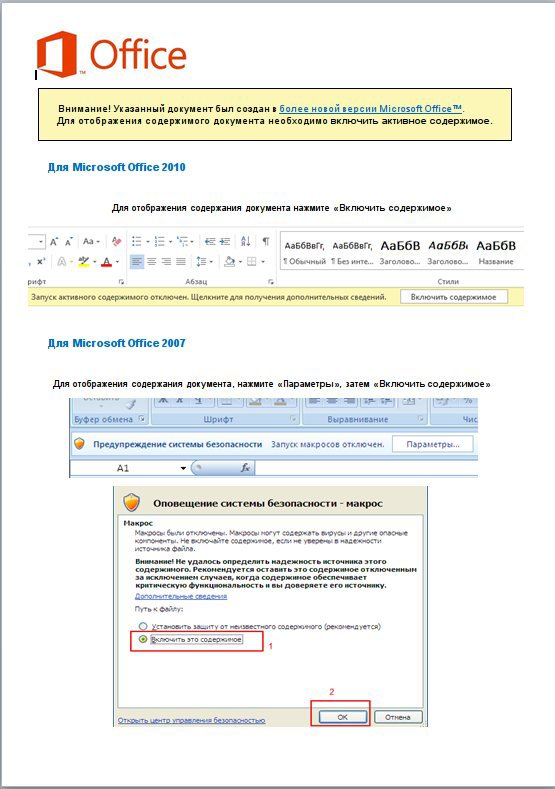 Office
Внимание! Указанный документ был создан в более новой версии Microsoft Office™.
Для отображения содержимого документа необходимо включить активное содержимое.
Для Microsoft Office 2010
Для отображения содержания документа нажмите «Включить содержимое»
Aa
АаБбВвГг, АаБбВвГг, АаБбВ АаБбВ АаБбВ
¶ Обычный ¶ Без инте... Заголово... Заголово... Название
рифт Абзац Стили
Запуск активного содержимого отключен. Щелкните для получения дополнительных сведений. Включить содержимое
Для Microsoft Office 2007
Для отображения содержания документа, нажмите «Параметры», затем «Включить содержимое»
Буфер обмена Шрифт Выравнивание Чис
Предупреждение системы безопасности Запуск макросов отключен. Параметры...
A1 fx
Оповещение системы безопасности - макрос
Макрос
Макросы были отключены. Макросы могут содержать вирусы и другие опасные
компоненты. Не включайте содержимое, если не уверены в надежности
источника файла.
Внимание! Не удалось определить надежность источника этого
содержимого. Рекомендуется оставить это содержимое отключенным
за исключением случаев, когда содержимое обеспечивает
критическую функциональность и вы доверяете его источнику.
Дополнительные сведения
Путь к файлу:
Установить защиту от неизвестного содержимого (рекомендуется)
Включить это содержимое 1
2
Открыть центр управления безопасностью ОК Отмена